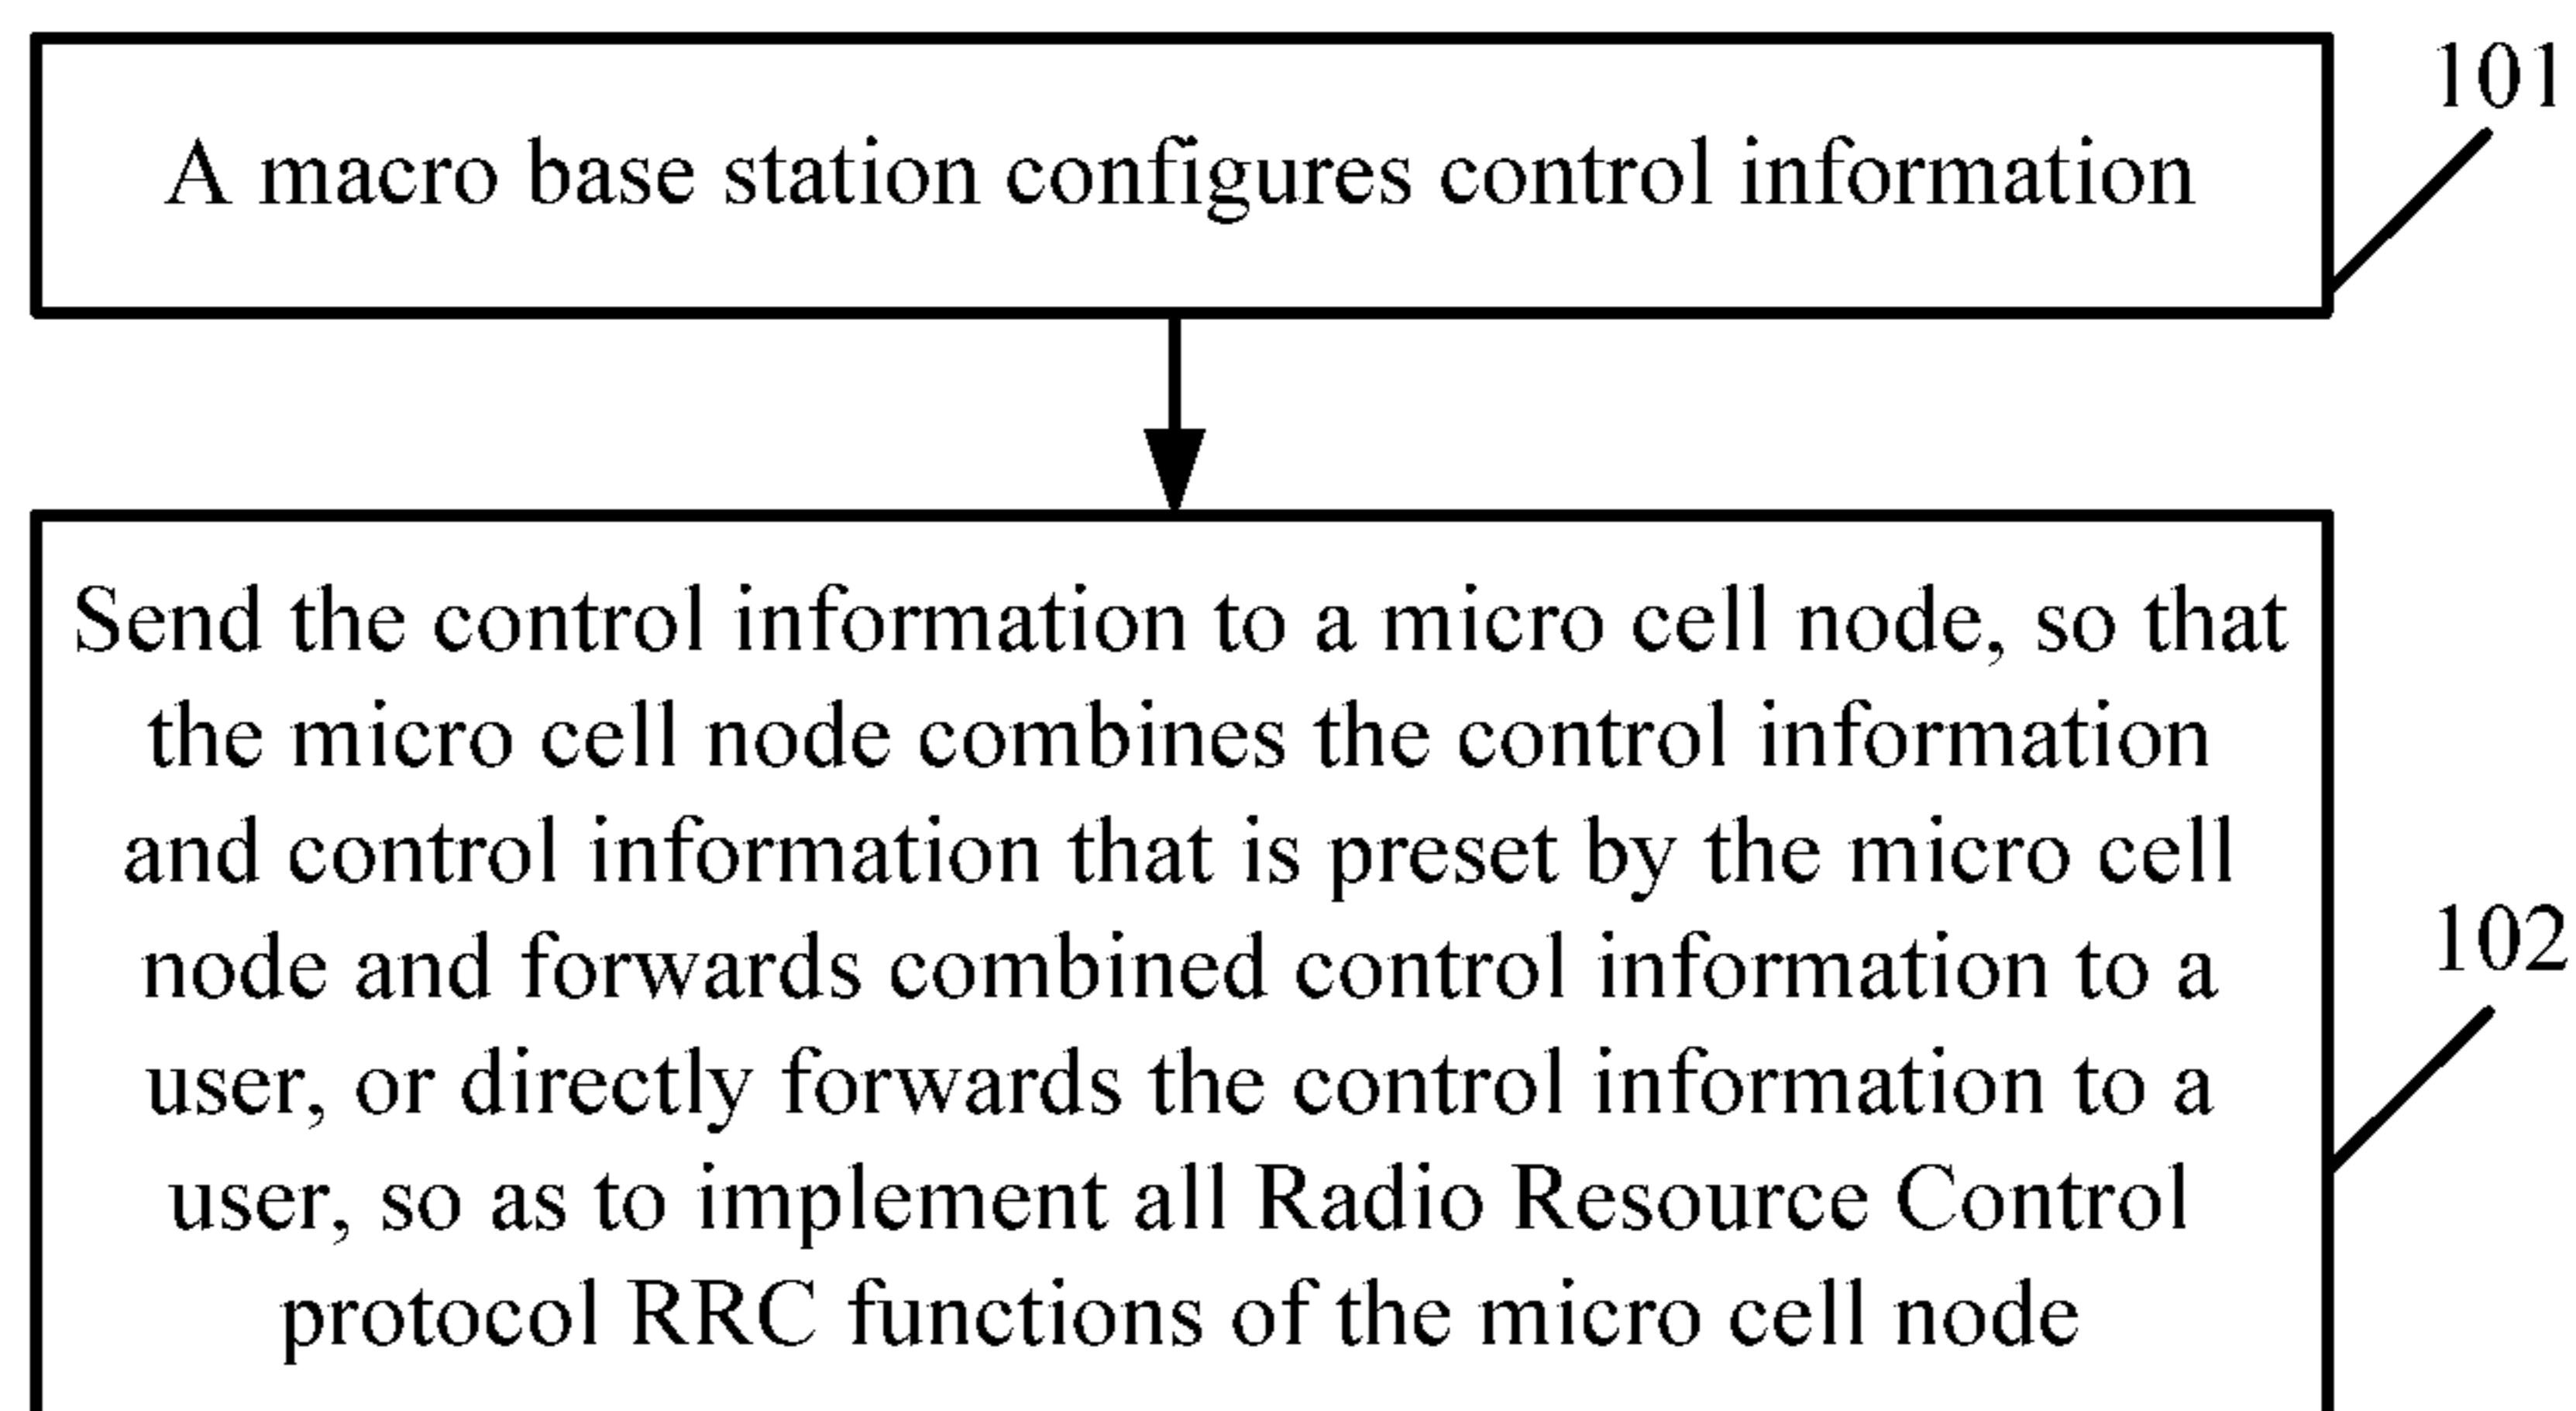 101
A macro base station configures control information
Send the control information to a micro cell node, so that
the micro cell node combines the control information
and control information that is preset by the micro cell
node and forwards combined control information to a
user, or directly forwards the control information to a
user, so as to implement all Radio Resource Control
protocol RRC functions of the micro cell node
102